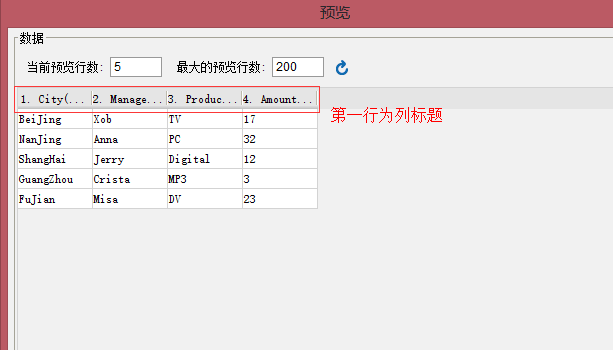 预览
数据
当前预览行数: 5 最大的预览行数: 200
1. City(... 2. Manage... 3. Produc... 4. Amount...
第一行为列标题
BeiJing Xob TV 17
NanJing Anna PC 32
ShangHai Jerry Digital 12
GuangZhou Crista MP3 3
FuJian Misa DV 23